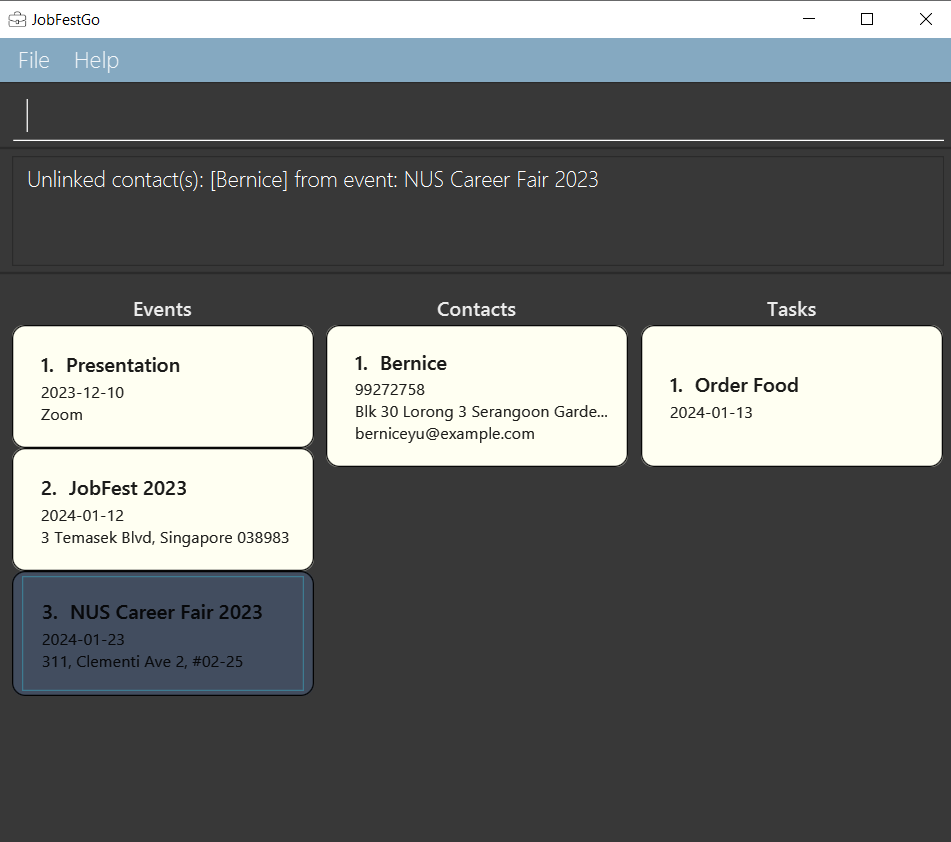 JobFestGo
File Help
Unlinked contact(s): [Bernice] from event: NUS Career Fair 2023
Events
1. Presentation
2023-12-10
Zoom
2. JobFest 2023
2024-01-12
3 Temasek Blvd, Singapore 038983
3. NUS Career Fair 2023
2024-01-23
311, Clementi Ave 2, #02-25
Contacts
1. Bernice
99272758
Blk 30 Lorong 3 Serangoon Garde...
berniceyu@example.com
Tasks
1. Order Food
2024-01-13